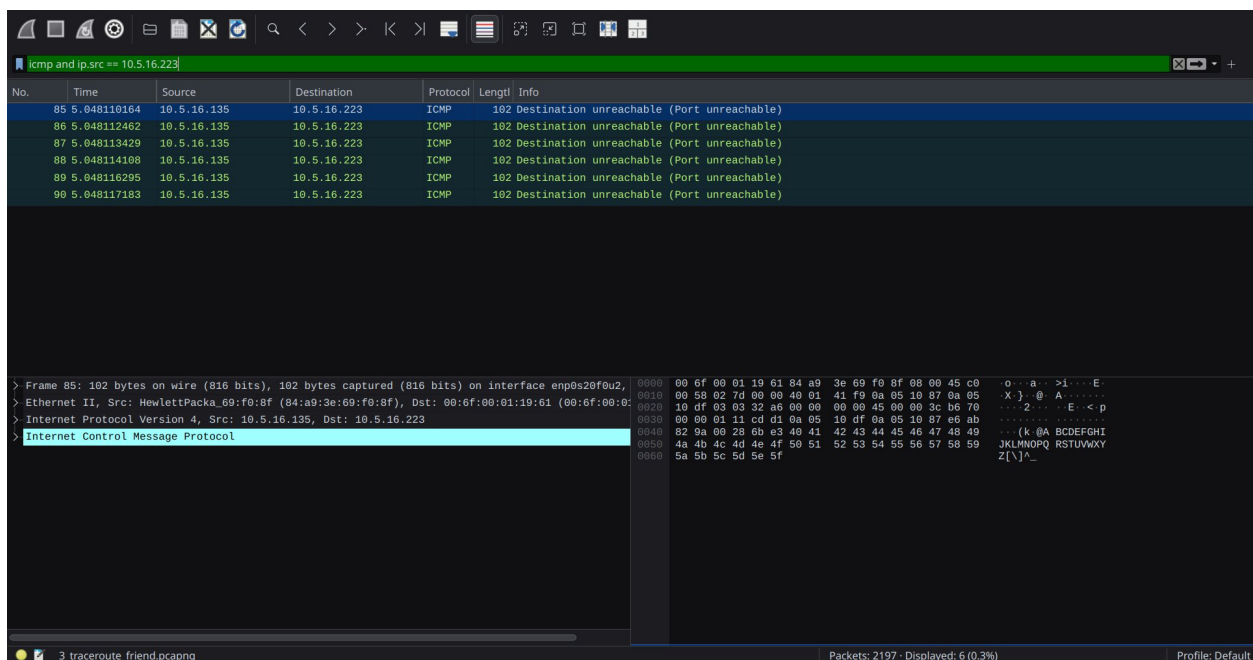 icmp and ip.src == 10.5.16.223
No. Time Source Destination Protocol Lengtl Info
85 5.048110164 10.5.16.135 10.5.16.223 ICMP 102 Destination unreachable (Port unreachable)
86 5.048112462 10.5.16.135 10.5.16.223 ICMP 102 Destination unreachable (Port unreachable)
87 5.048113429 10.5.16.135 10.5.16.223 ICMP 102 Destination unreachable (Port unreachable)
88 5.048114108 10.5.16.135 10.5.16.223 ICMP 102 Destination unreachable (Port unreachable)
89 5.048116295 10.5.16.135 10.5.16.223 ICMP 102 Destination unreachable (Port unreachable)
90 5.048117183 10.5.16.135 10.5.16.223 ICMP 102 Destination unreachable (Port unreachable)
Frame 85: 102 bytes on wire (816 bits), 102 bytes captured (816 bits) on interface enp0s20f0u2,
Ethernet II, Src: HewlettPacka_69:f0:8f (84:a9:3e:69:f0:8f), Dst: 00:6f:00:01:19:61 (00:6f:00:01
Internet Protocol Version 4, Src: 10.5.16.135, Dst: 10.5.16.223
Internet Control Message Protocol
0000 00 6f 00 01 19 61 84 a9 3e 69 f0 8f 08 00 45 c0 ·o···a·· >i····E·
0010 00 58 02 7d 00 00 40 01 41 f9 0a 05 10 87 0a 05 ·X·}··@· A·······
0020 10 df 03 03 32 a6 00 00 00 00 45 00 00 3c b6 70 ····2··· ··E··<·p
0030 00 00 01 11 cd d1 0a 05 10 df 0a 05 10 87 e6 ab ········ ········
0040 82 9a 00 28 6b e3 40 41 42 43 44 45 46 47 48 49 ···(k·@A BCDEFGHI
0050 4a 4b 4c 4d 4e 4f 50 51 52 53 54 55 56 57 58 59 JKLMNOPQ RSTUVWXY
0060 5a 5b 5c 5d 5e 5f Z[\]^_
3_traceroute_friend.pcapng Packets: 2197 · Displayed: 6 (0.3%) Profile: Default